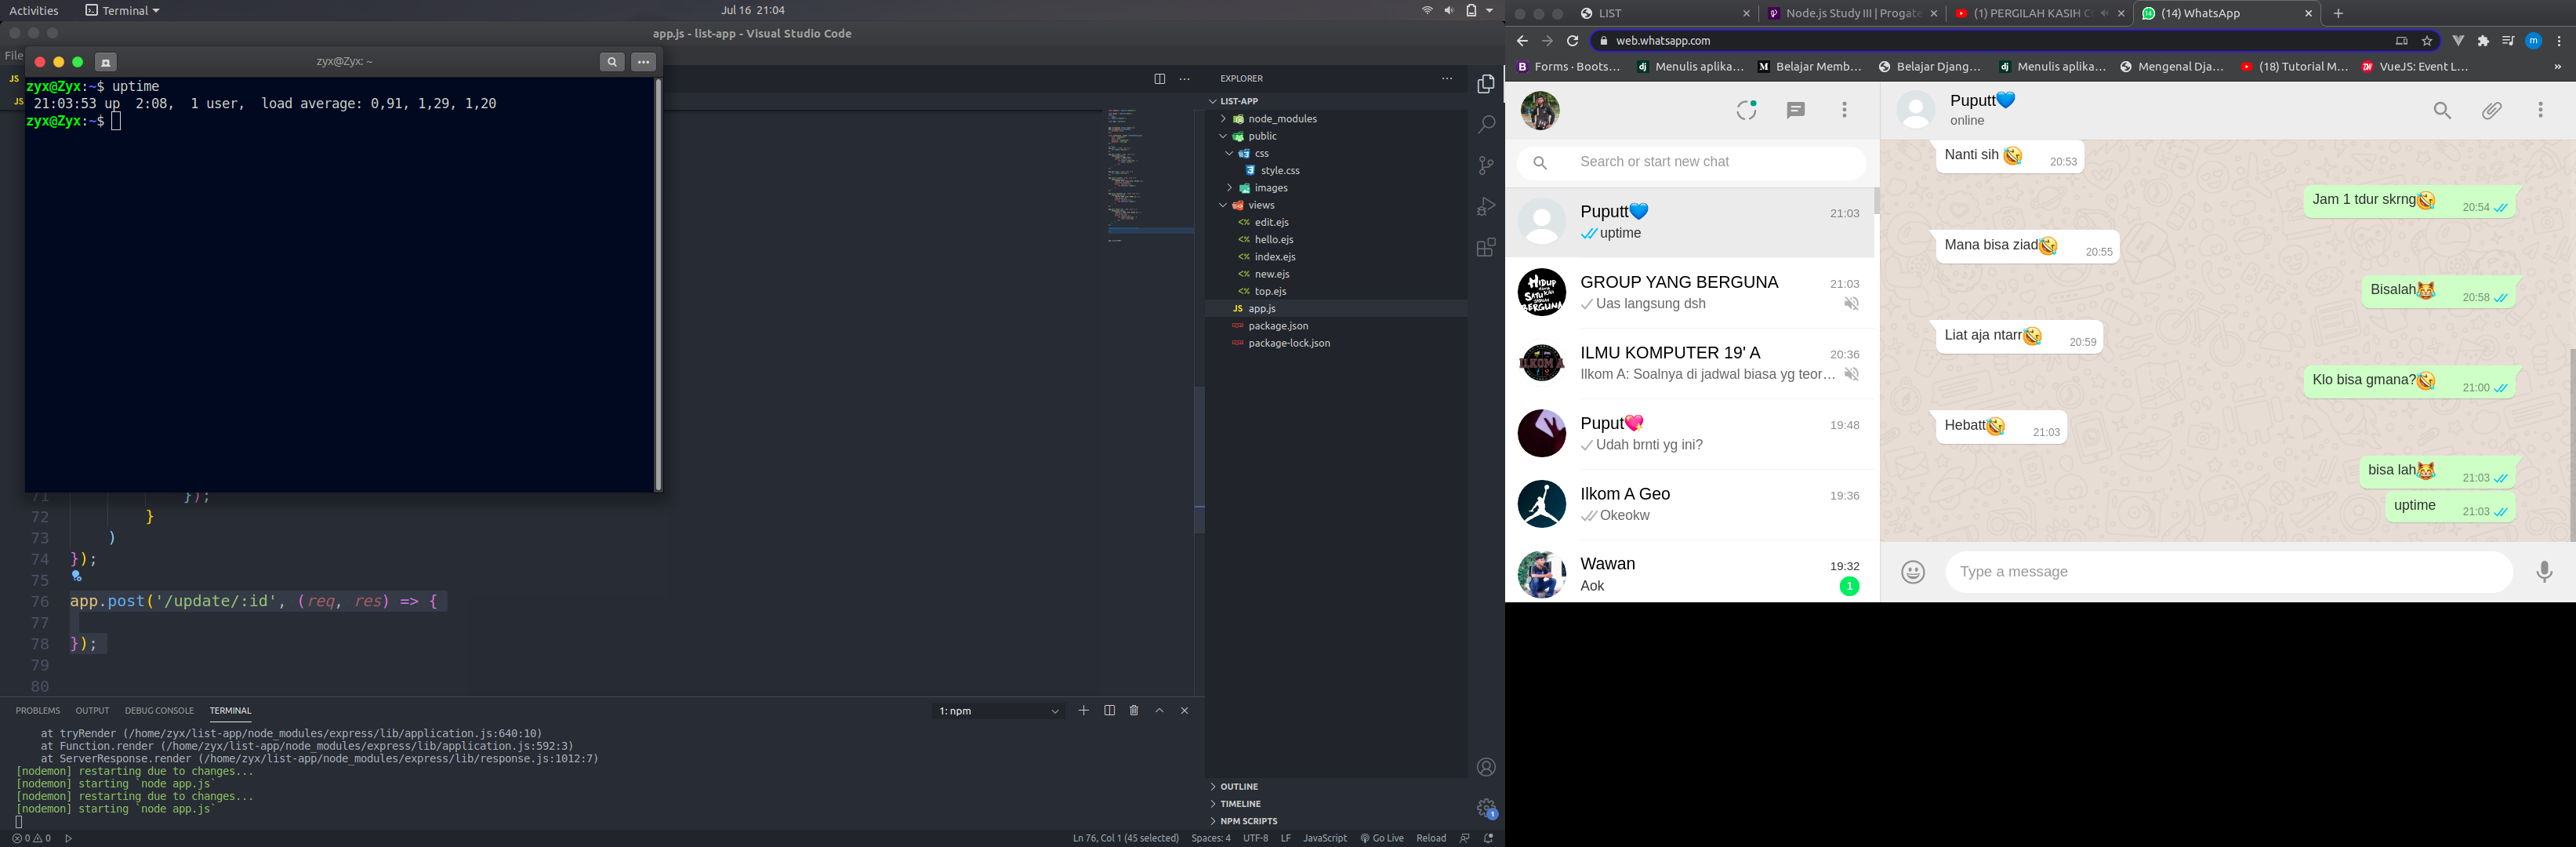 Activities
Terminal
Jul 16 21:04
app.js - list-app - Visual Studio Code
File
zyx@Zyx: ~
zyx@Zyx:~$ uptime
21:03:53 up 2:08, 1 user, load average: 0,91, 1,29, 1,20
zyx@Zyx:~$
JS
JS
71 });
72 }
73 )
74 });
75
76 app.post('/update/:id', (req, res) => {
77
78 });
79
80
EXPLORER
LIST-APP
node_modules
public
css
style.css
images
views
<% edit.ejs
<% hello.ejs
<% index.ejs
<% new.ejs
<% top.ejs
JS app.js
package.json
package-lock.json
OUTLINE
TIMELINE
NPM SCRIPTS
PROBLEMS OUTPUT DEBUG CONSOLE TERMINAL
1: npm
at tryRender (/home/zyx/list-app/node_modules/express/lib/application.js:640:10)
at Function.render (/home/zyx/list-app/node_modules/express/lib/application.js:592:3)
at ServerResponse.render (/home/zyx/list-app/node_modules/express/lib/response.js:1012:7)
[nodemon] restarting due to changes...
[nodemon] starting `node app.js`
[nodemon] restarting due to changes...
[nodemon] starting `node app.js`
0 0
Ln 76, Col 1 (45 selected) Spaces: 4 UTF-8 LF JavaScript Go Live Reload
1
LIST
Node.js Study III | Progate
(1) PERGILAH KASIH
(14) WhatsApp
web.whatsapp.com
m
Forms · Boots...
Menulis aplika...
Belajar Memb...
Belajar Djang...
Menulis aplika...
Mengenal Dja...
(18) Tutorial M...
VueJS: Event L...
»
Search or start new chat
Puputt💙 21:03
uptime
HIDUP
SATU KALI
BERGUNA
GROUP YANG BERGUNA 21:03
Uas langsung dsh
ILKOM A
ILMU KOMPUTER 19' A 20:36
Ilkom A: Soalnya di jadwal biasa yg teor...
Puput💘 19:48
Udah brnti yg ini?
Ilkom A Geo 19:36
Okeokw
Wawan 19:32
Aok 1
Puputt💙
online
Nanti sih 🤣 20:53
Jam 1 tdur skrng🤣 20:54
Mana bisa ziad🤣 20:55
Bisalah😹 20:58
Liat aja ntarr🤣 20:59
Klo bisa gmana?🤣 21:00
Hebatt🤣 21:03
bisa lah😹 21:03
uptime 21:03
Type a message